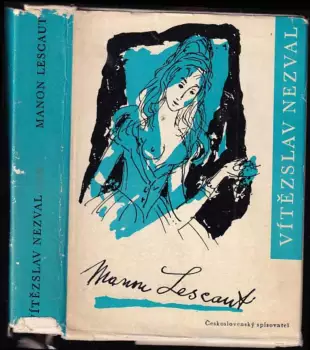 VÍTĚZSLAV NEZVAL
MANON LESCAUT
VÍTĚZSLAV NEZVAL
Manon Lescaut
Československý spisovatel